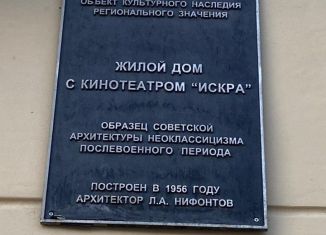 ОБЪЕКТ КУЛЬТУРНОГО НАСЛЕДИЯ
РЕГИОНАЛЬНОГО ЗНАЧЕНИЯ
ЖИЛОЙ ДОМ
С КИНОТЕАТРОМ "ИСКРА"
ОБРАЗЕЦ СОВЕТСКОЙ
АРХИТЕКТУРЫ НЕОКЛАССИЦИЗМА
ПОСЛЕВОЕННОГО ПЕРИОДА
ПОСТРОЕН В 1956 ГОДУ
АРХИТЕКТОР Л.А. НИФОНТОВ